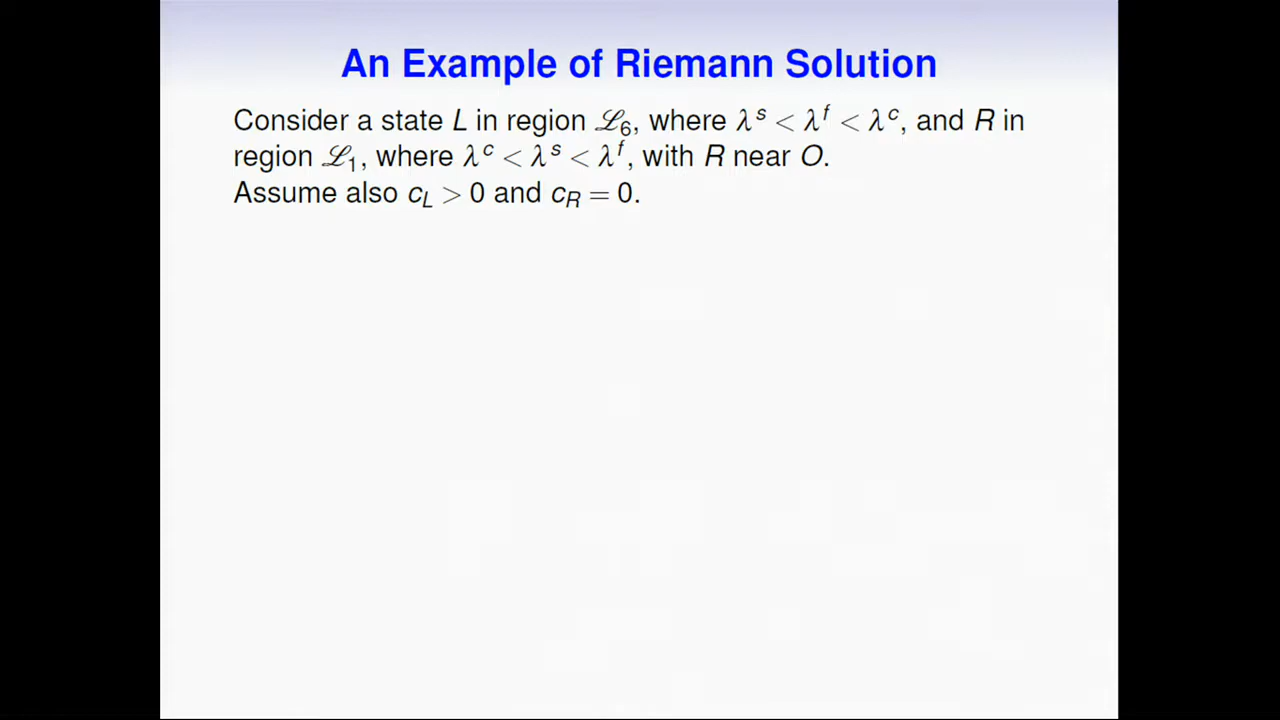 An Example of Riemann Solution
Consider a state L in region ℒ₆, where λˢ < λᶠ < λᶜ, and R in
region ℒ₁, where λᶜ < λˢ < λᶠ, with R near O.
Assume also c_L > 0 and c_R = 0.